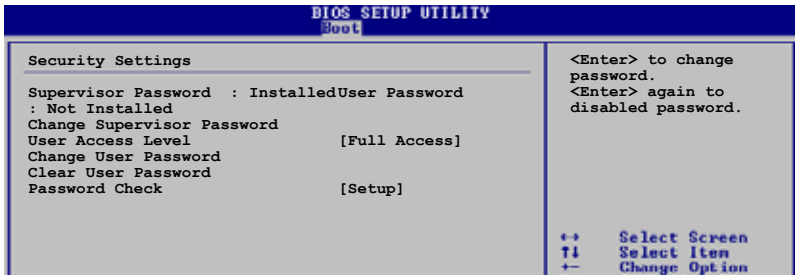 BIOS SETUP UTILITY
Boot
Security Settings
Supervisor Password : InstalledUser Password
: Not Installed
Change Supervisor Password
User Access Level [Full Access]
Change User Password
Clear User Password
Password Check [Setup]
<Enter> to change
password.
<Enter> again to
disabled password.
↔ Select Screen
↑↓ Select Item
+- Change Option